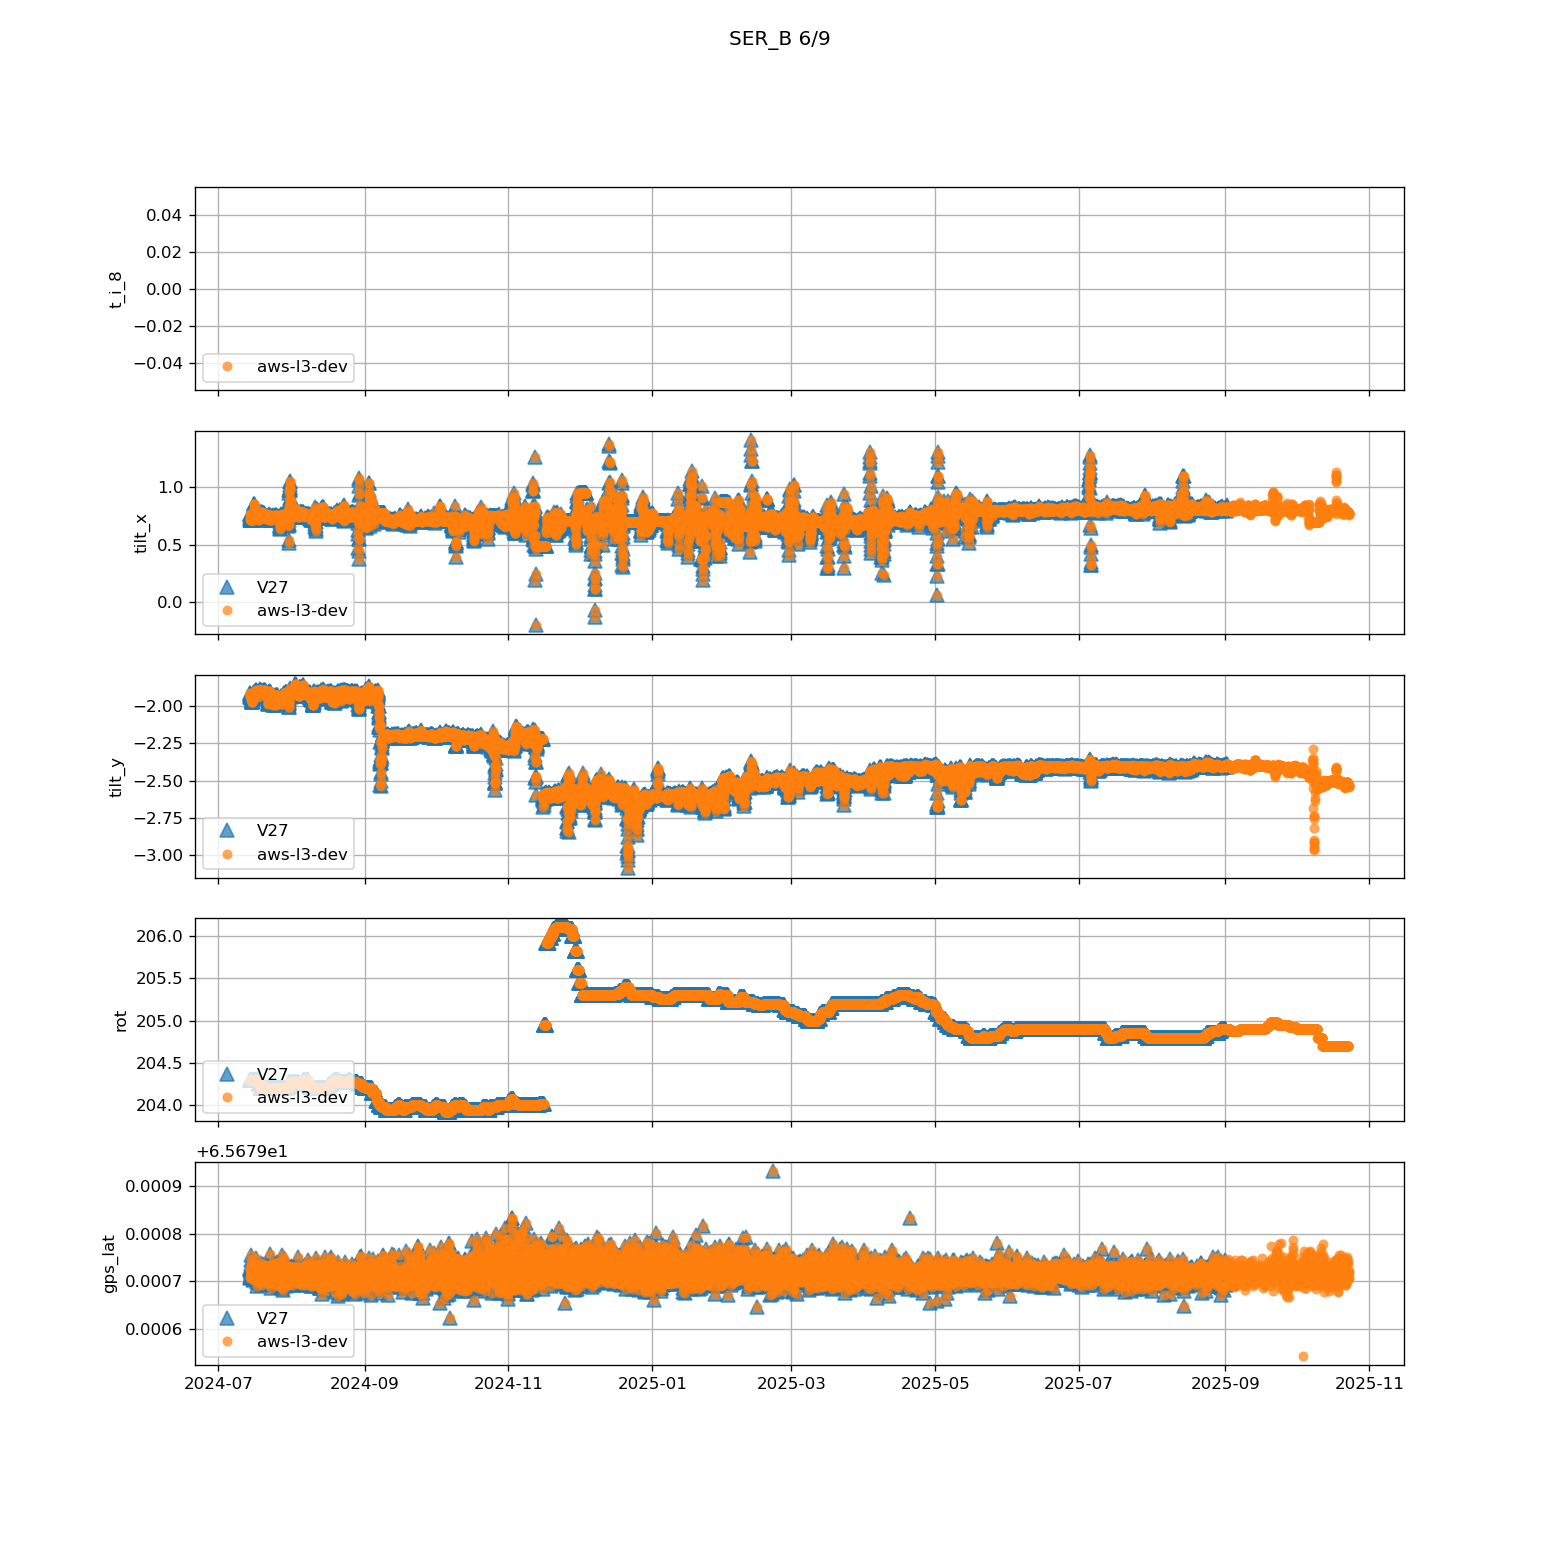 SER_B 6/9
0.04
0.02
0.00
−0.02
−0.04
t_i_8
aws-l3-dev
1.0
0.5
0.0
tilt_x
V27
aws-l3-dev
−2.00
−2.25
−2.50
−2.75
−3.00
tilt_y
V27
aws-l3-dev
206.0
205.5
205.0
204.5
204.0
rot
V27
aws-l3-dev
+6.5679e1
0.0009
0.0008
0.0007
0.0006
gps_lat
V27
aws-l3-dev
2024-07 2024-09 2024-11 2025-01 2025-03 2025-05 2025-07 2025-09 2025-11